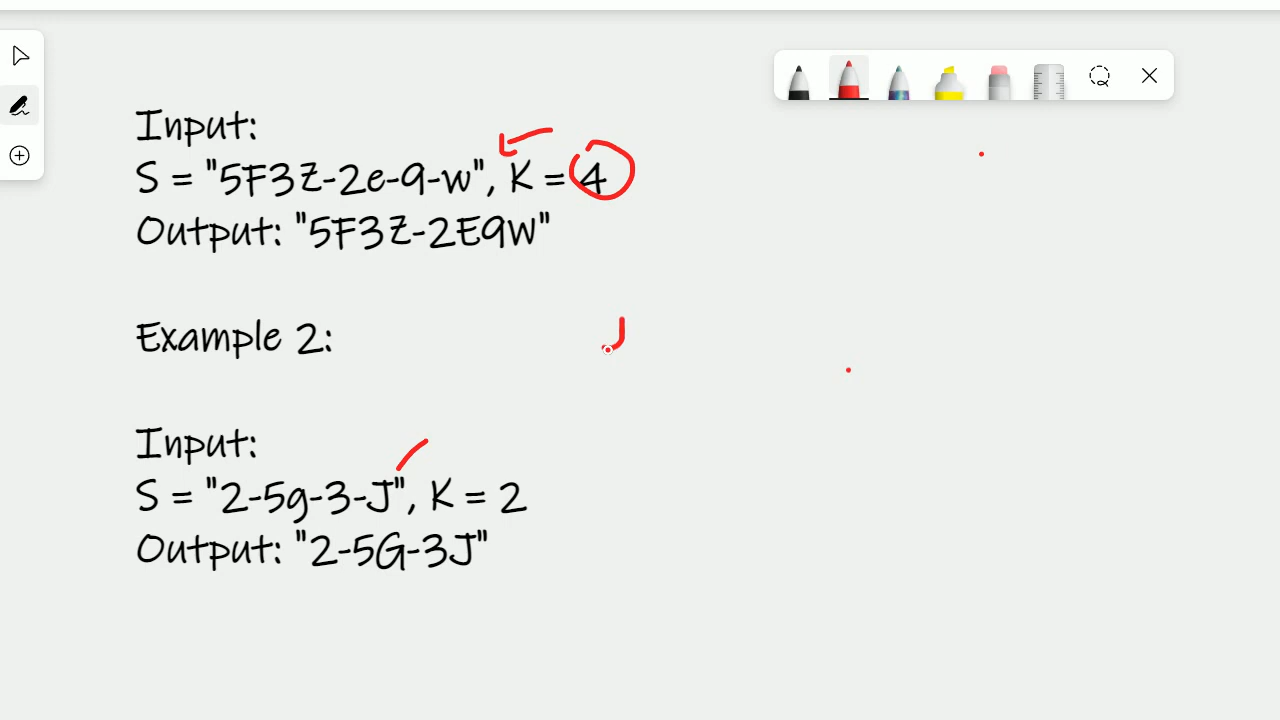 Input:
S = "5F3Z-2e-9-w", K = 4
Output: "5F3Z-2E9W"
Example 2:
J
Input:
S = "2-5g-3-J", K = 2
Output: "2-5G-3J"